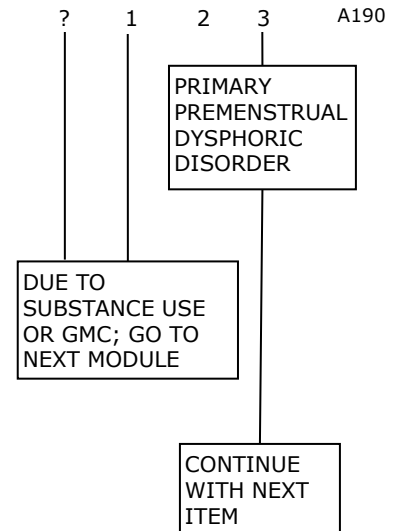 ? 1 2 3 A190
PRIMARY
PREMENSTRUAL
DYSPHORIC
DISORDER
DUE TO
SUBSTANCE USE
OR GMC; GO TO
NEXT MODULE
CONTINUE
WITH NEXT
ITEM